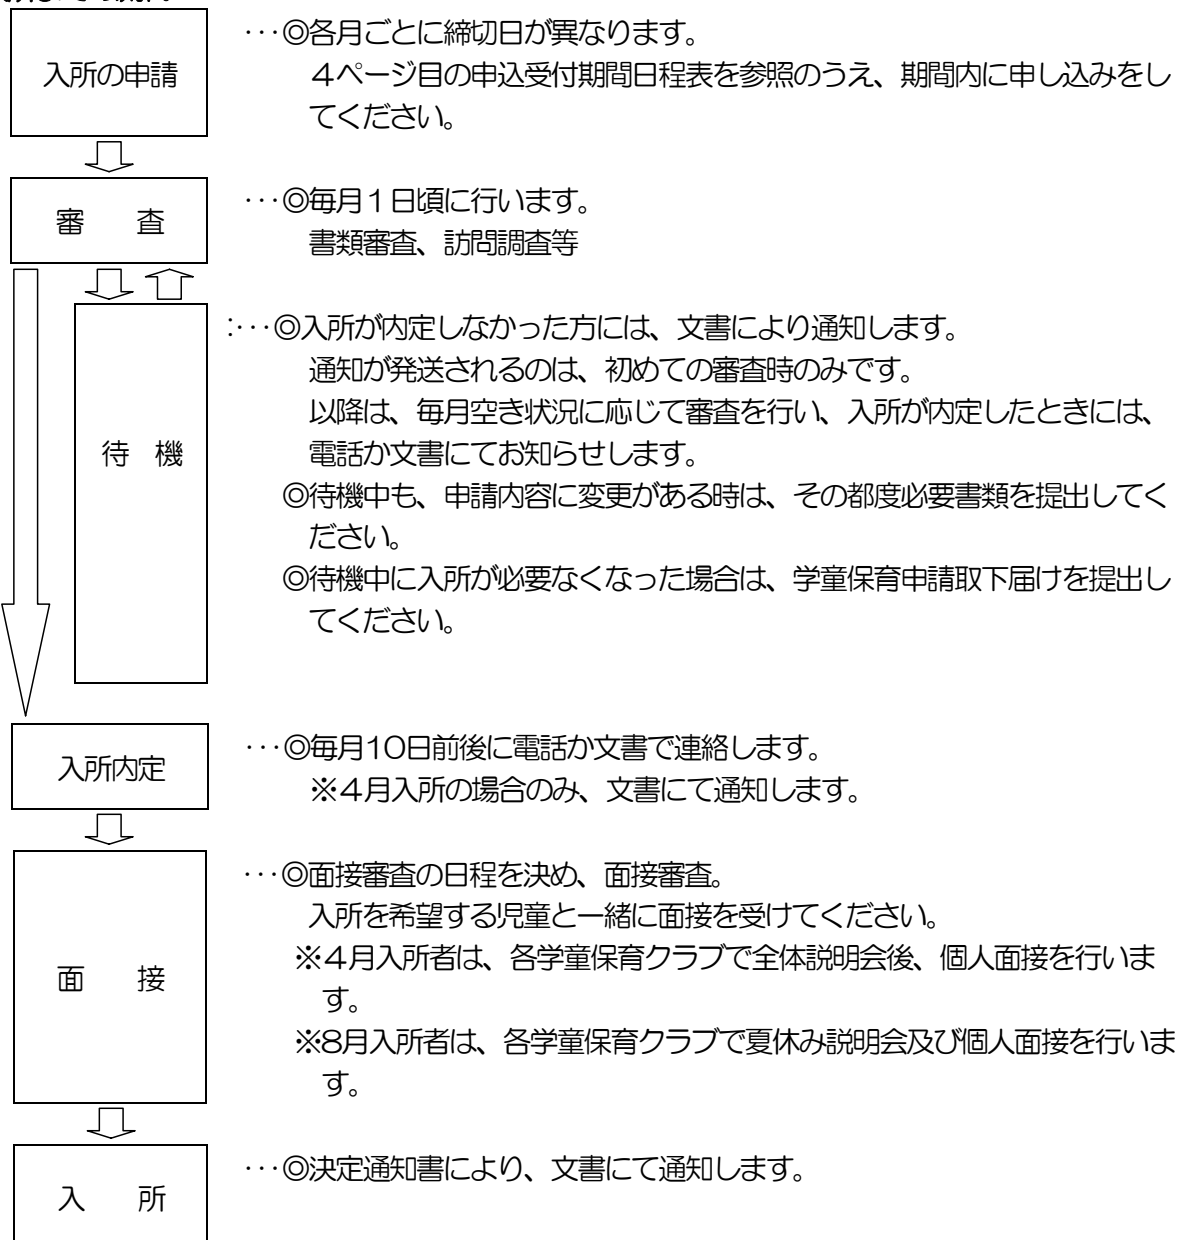 入所の申請
･･･◎各月ごとに締切日が異なります。
４ページ目の申込受付期間日程表を参照のうえ、期間内に申し込みをし
てください。
審　査
･･･◎毎月１日頃に行います。
書類審査、訪問調査等
待　機
:･･･◎入所が内定しなかった方には、文書により通知します。
通知が発送されるのは、初めての審査時のみです。
以降は、毎月空き状況に応じて審査を行い、入所が内定したときには、
電話か文書にてお知らせします。
◎待機中も、申請内容に変更がある時は、その都度必要書類を提出してく
ださい。
◎待機中に入所が必要なくなった場合は、学童保育申請取下届けを提出し
てください。
入所内定
･･･◎毎月10日前後に電話か文書で連絡します。
※４月入所の場合のみ、文書にて通知します。
面　接
･･･◎面接審査の日程を決め、面接審査。
入所を希望する児童と一緒に面接を受けてください。
※４月入所者は、各学童保育クラブで全体説明会後、個人面接を行いま
す。
※8月入所者は、各学童保育クラブで夏休み説明会及び個人面接を行いま
す。
入　所
･･･◎決定通知書により、文書にて通知します。